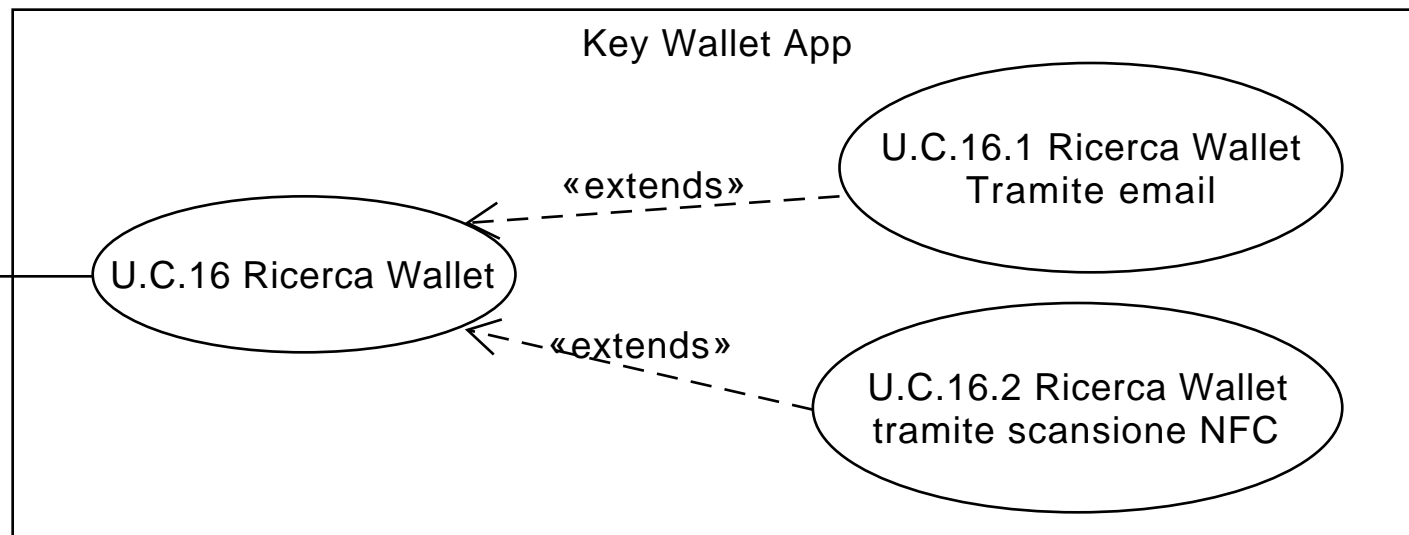 Key Wallet App
U.C.16.1 Ricerca Wallet
Tramite email
«extends»
U.C.16 Ricerca Wallet
«extends»
U.C.16.2 Ricerca Wallet
tramite scansione NFC